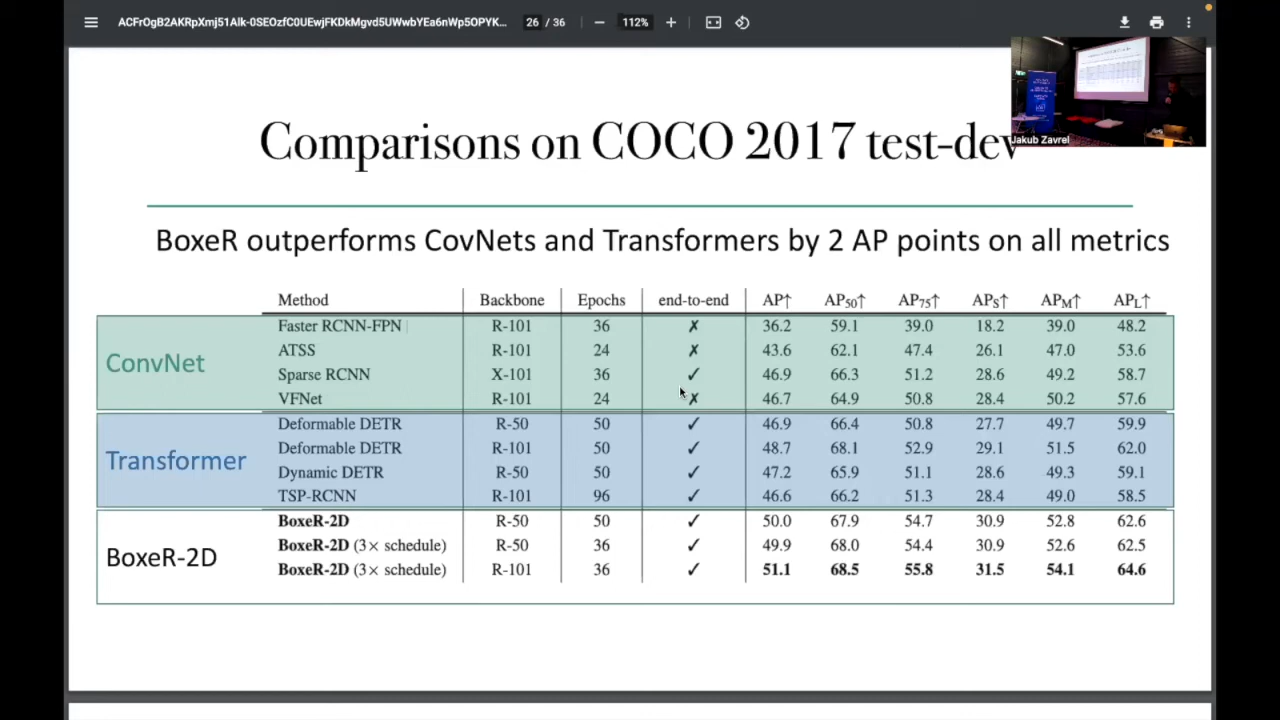 ACFrOgB2AKRpXmj51Alk-0SEOzfC0UEwjFKDkMgvd5UWwbYEa6nWp5OPYK... 26 / 36 112%
Jakub Zavrel
Comparisons on COCO 2017 test-dev
BoxeR outperforms CovNets and Transformers by 2 AP points on all metrics
Method Backbone Epochs end-to-end AP↑ AP50↑ AP75↑ APS↑ APM↑ APL↑
ConvNet
Faster RCNN-FPN R-101 36 ✗ 36.2 59.1 39.0 18.2 39.0 48.2
ATSS R-101 24 ✗ 43.6 62.1 47.4 26.1 47.0 53.6
Sparse RCNN X-101 36 ✓ 46.9 66.3 51.2 28.6 49.2 58.7
VFNet R-101 24 ✗ 46.7 64.9 50.8 28.4 50.2 57.6
Transformer
Deformable DETR R-50 50 ✓ 46.9 66.4 50.8 27.7 49.7 59.9
Deformable DETR R-101 50 ✓ 48.7 68.1 52.9 29.1 51.5 62.0
Dynamic DETR R-50 50 ✓ 47.2 65.9 51.1 28.6 49.3 59.1
TSP-RCNN R-101 96 ✓ 46.6 66.2 51.3 28.4 49.0 58.5
BoxeR-2D
BoxeR-2D R-50 50 ✓ 50.0 67.9 54.7 30.9 52.8 62.6
BoxeR-2D (3× schedule) R-50 36 ✓ 49.9 68.0 54.4 30.9 52.6 62.5
BoxeR-2D (3× schedule) R-101 36 ✓ 51.1 68.5 55.8 31.5 54.1 64.6